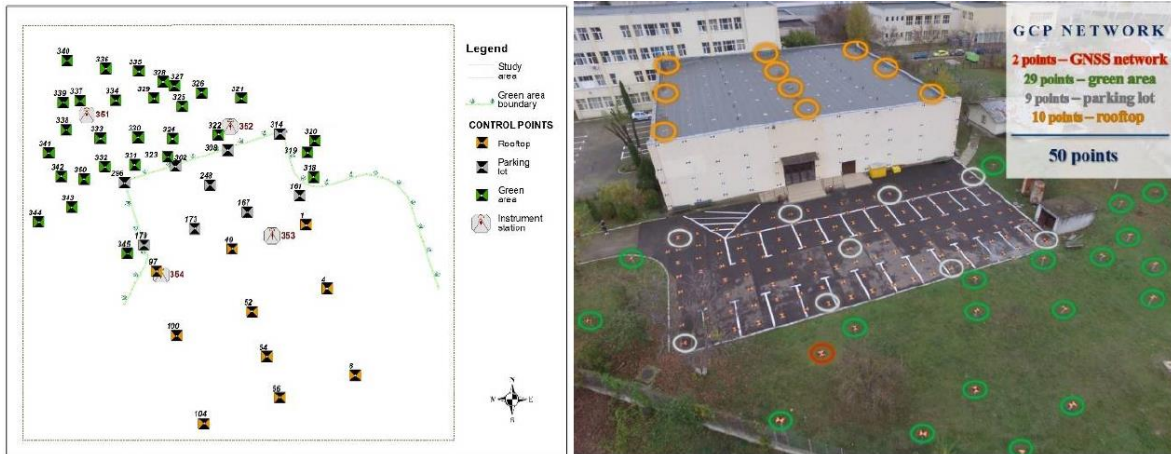 340
336
335
328
327
326
329
325
321
339
337
334
351
338
333
330
324
322
352
314
320
341
308
319
323
302
332
331
342
360
296
318
248
161
343
344
173
167
1
178
345
40
353
97
354
4
52
100
54
8
56
104
N
W
E
S
Legend
Study
area
Green area
boundary
CONTROL POINTS
Rooftop
Parking
lot
Green
area
Instrument
station
GCP NETWORK
2 points – GNSS network
29 points – green area
9 points – parking lot
10 points – rooftop
50 points